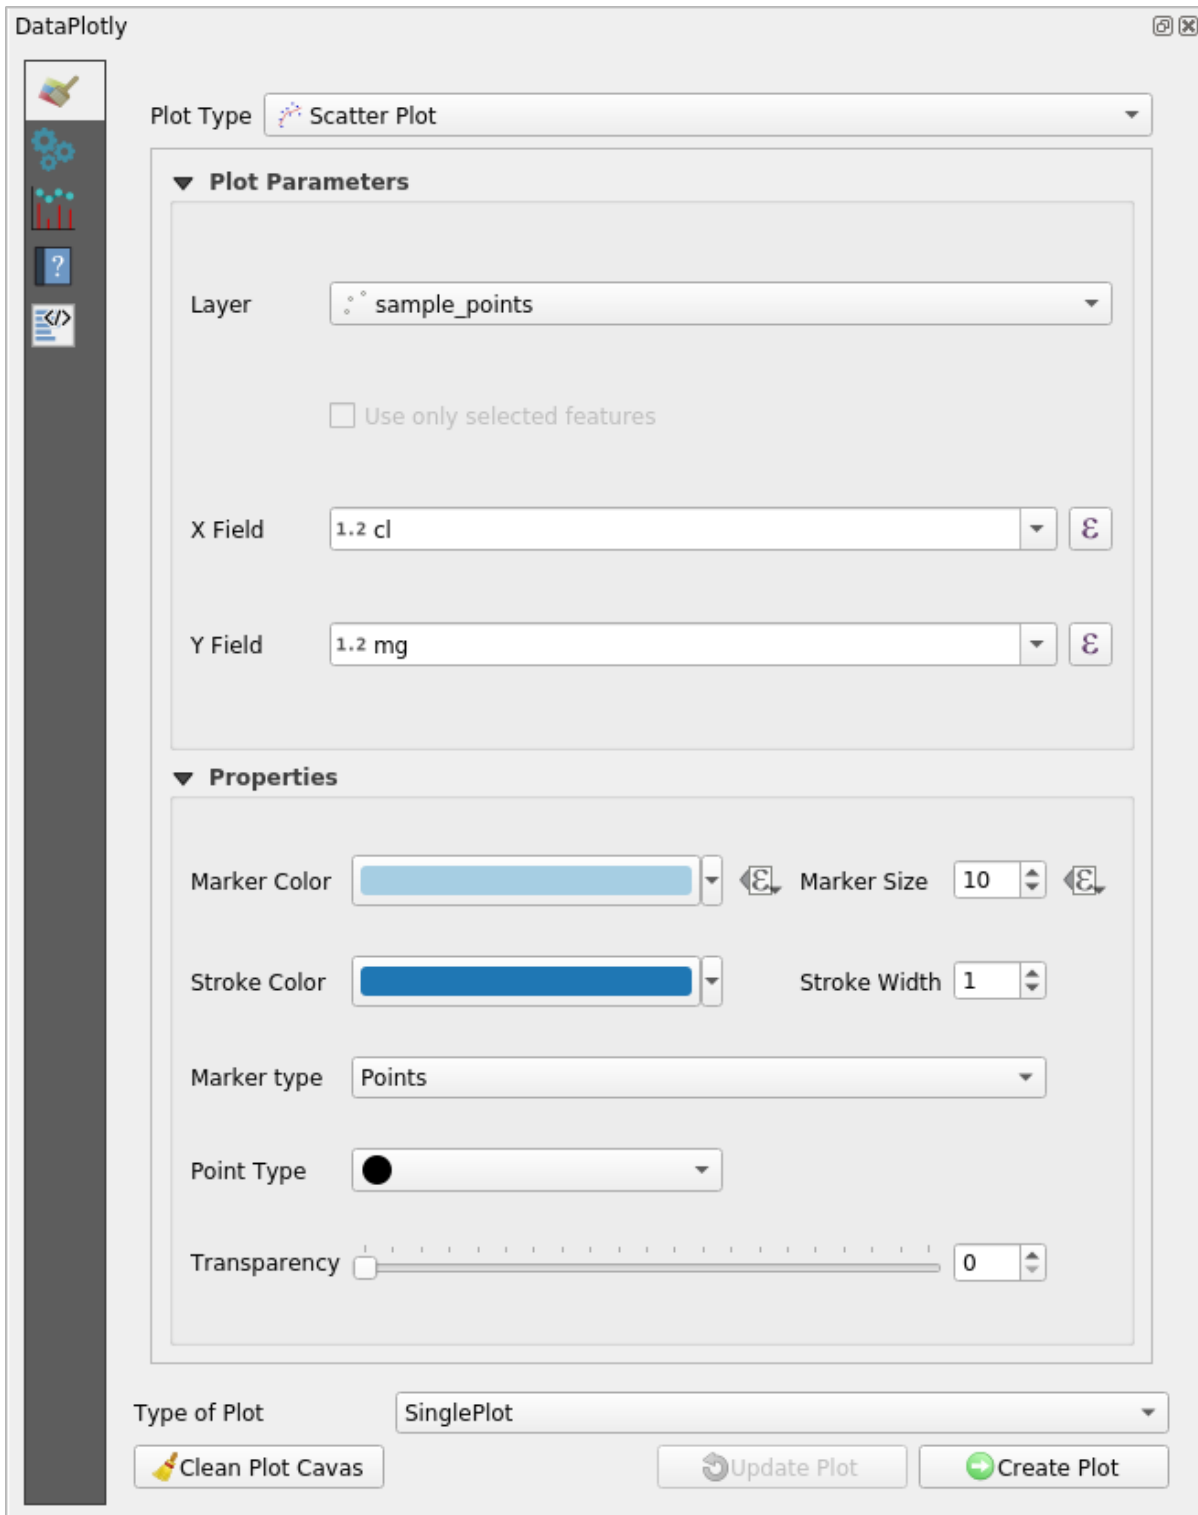 DataPlotly
Plot Type Scatter Plot
Plot Parameters
Layer sample_points
Use only selected features
X Field 1.2 cl ε
Y Field 1.2 mg ε
Properties
Marker Color ε Marker Size 10 ε
Stroke Color Stroke Width 1
Marker type Points
Point Type
Transparency 0
Type of Plot SinglePlot
Clean Plot Cavas Update Plot Create Plot